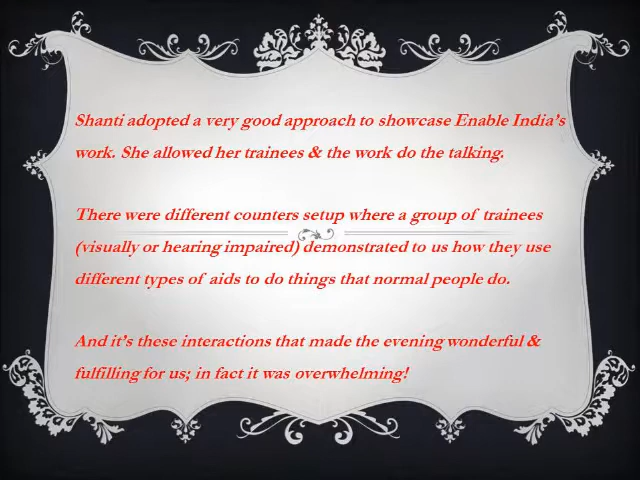 Shanti adopted a very good approach to showcase Enable India's
work. She allowed her trainees & the work do the talking.
There were different counters setup where a group of trainees
(visually or hearing impaired) demonstrated to us how they use
different types of aids to do things that normal people do.
And it's these interactions that made the evening wonderful &
fulfilling for us; in fact it was overwhelming!